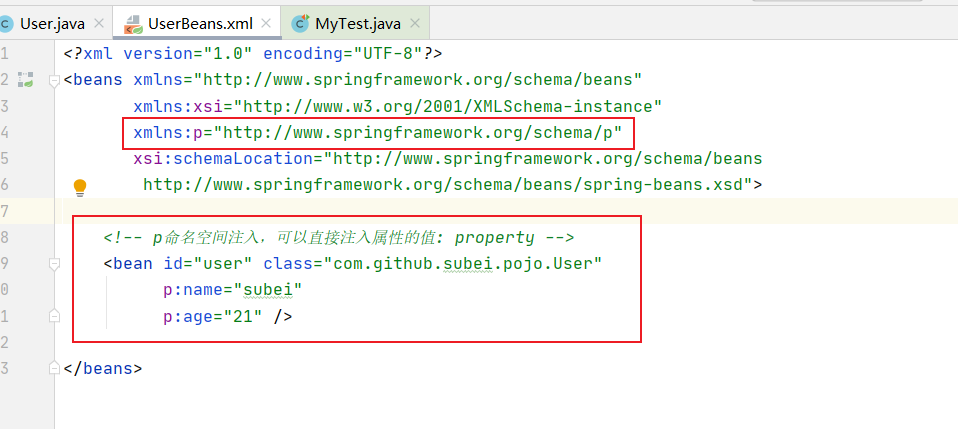 User.java UserBeans.xml MyTest.java
1 <?xml version="1.0" encoding="UTF-8"?>
2 <beans xmlns="http://www.springframework.org/schema/beans"
3 xmlns:xsi="http://www.w3.org/2001/XMLSchema-instance"
4 xmlns:p="http://www.springframework.org/schema/p"
5 xsi:schemaLocation="http://www.springframework.org/schema/beans
6 http://www.springframework.org/schema/beans/spring-beans.xsd">
7
8 <!-- p命名空间注入，可以直接注入属性的值: property -->
9 <bean id="user" class="com.github.subei.pojo.User"
0 p:name="subei"
1 p:age="21" />
2
3 </beans>